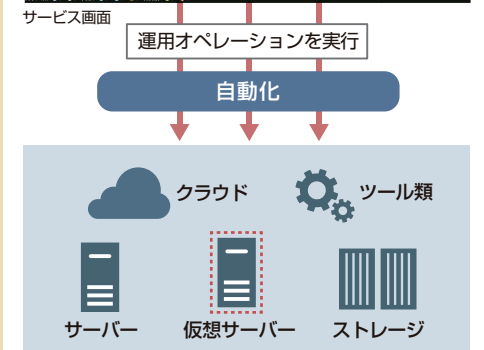 サービス画面
運用オペレーションを実行
自動化
クラウド
ツール類
サーバー
仮想サーバー
ストレージ